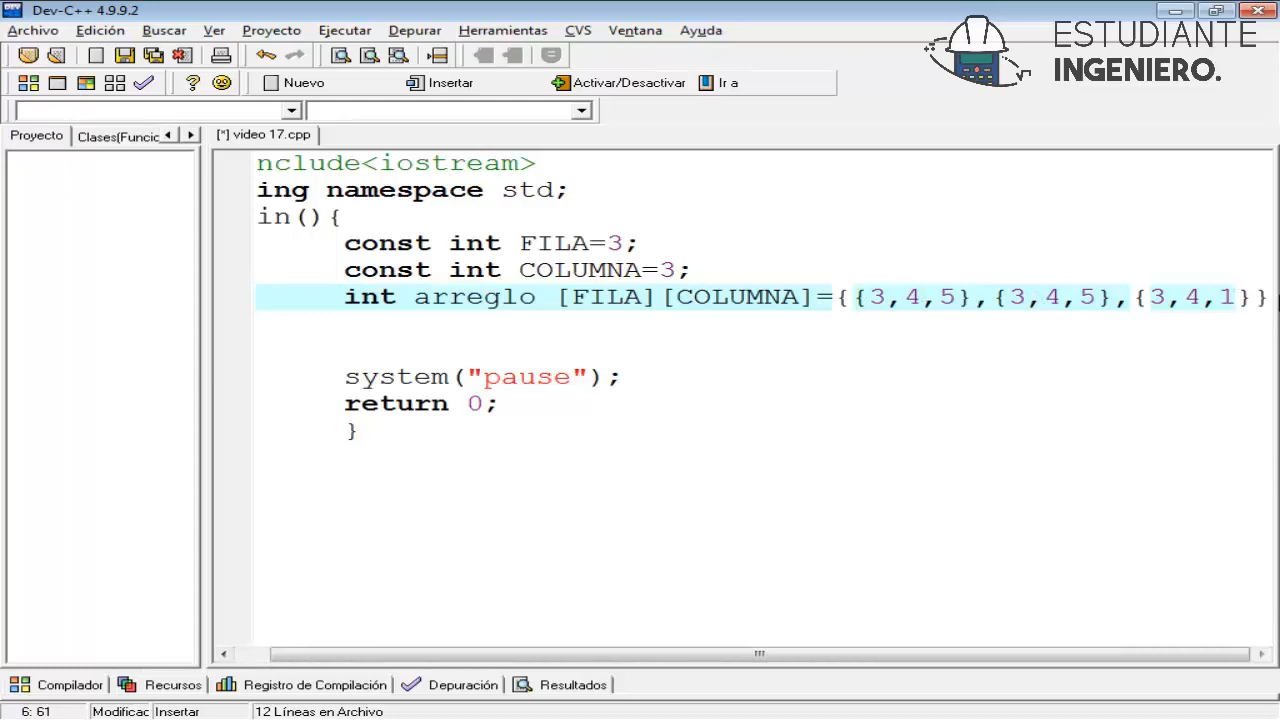 Dev-C++ 4.9.9.2
Archivo Edición Buscar Ver Proyecto Ejecutar Depurar Herramientas CVS Ventana Ayuda
ESTUDIANTE
INGENIERO.
Nuevo Insertar Activar/Desactivar Ir a
Proyecto Clases(Funcio [*] video 17.cpp
nclude<iostream>
ing namespace std;
in(){
const int FILA=3;
const int COLUMNA=3;
int arreglo [FILA][COLUMNA]={{3,4,5},{3,4,5},{3,4,1}}
system("pause");
return 0;
}
Compilador Recursos Registro de Compilación Depuración Resultados
6: 61 Modificac Insertar 12 Líneas en Archivo